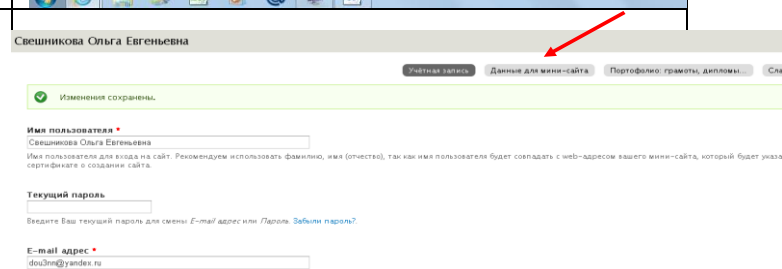 Свешникова Ольга Евгеньевна
Учётная запись Данные для мини-сайта Портофолио: грамоты, дипломы... Сла
Изменения сохранены.
Имя пользователя *
Свешникова Ольга Евгеньевна
Имя пользователя для входа на сайт. Рекомендуем использовать фамилию, имя (отчество), так как имя пользователя будет совпадать с web-адресом вашего мини-сайта, который будет указа
сертификате о создании сайта.
Текущий пароль
Введите Ваш текущий пароль для смены E-mail адрес или Пароль. Забыли пароль?.
E-mail адрес *
dou3nn@yandex.ru